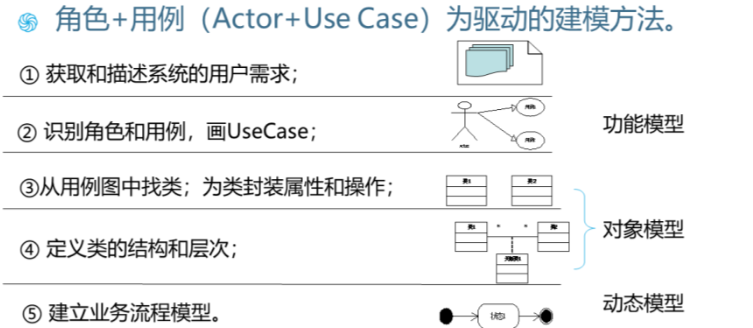 角色+用例（Actor+Use Case）为驱动的建模方法。
① 获取和描述系统的用户需求；
② 识别角色和用例，画UseCase；
功能模型
③从用例图中找类；为类封装属性和操作；
类1 类2
对象模型
④ 定义类的结构和层次；
* *
⑤ 建立业务流程模型。
动态模型